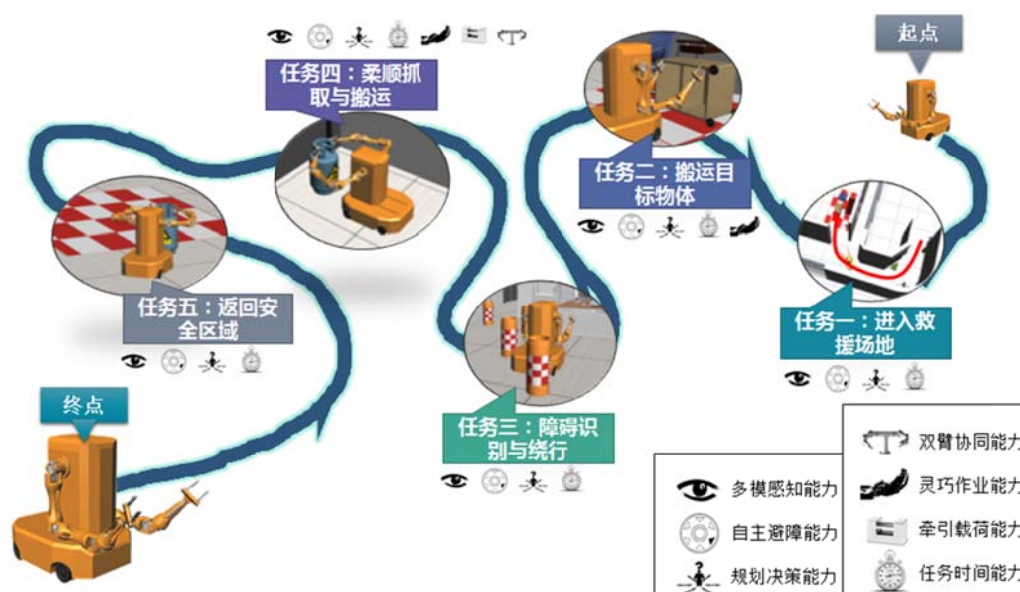 起点
任务四：柔顺抓
取与搬运
任务二：搬运目
标物体
任务一：进入救
援场地
任务五：返回安
全区域
任务三：障碍识
别与绕行
终点
多模感知能力
自主避障能力
规划决策能力
双臂协同能力
灵巧作业能力
牵引载荷能力
任务时间能力